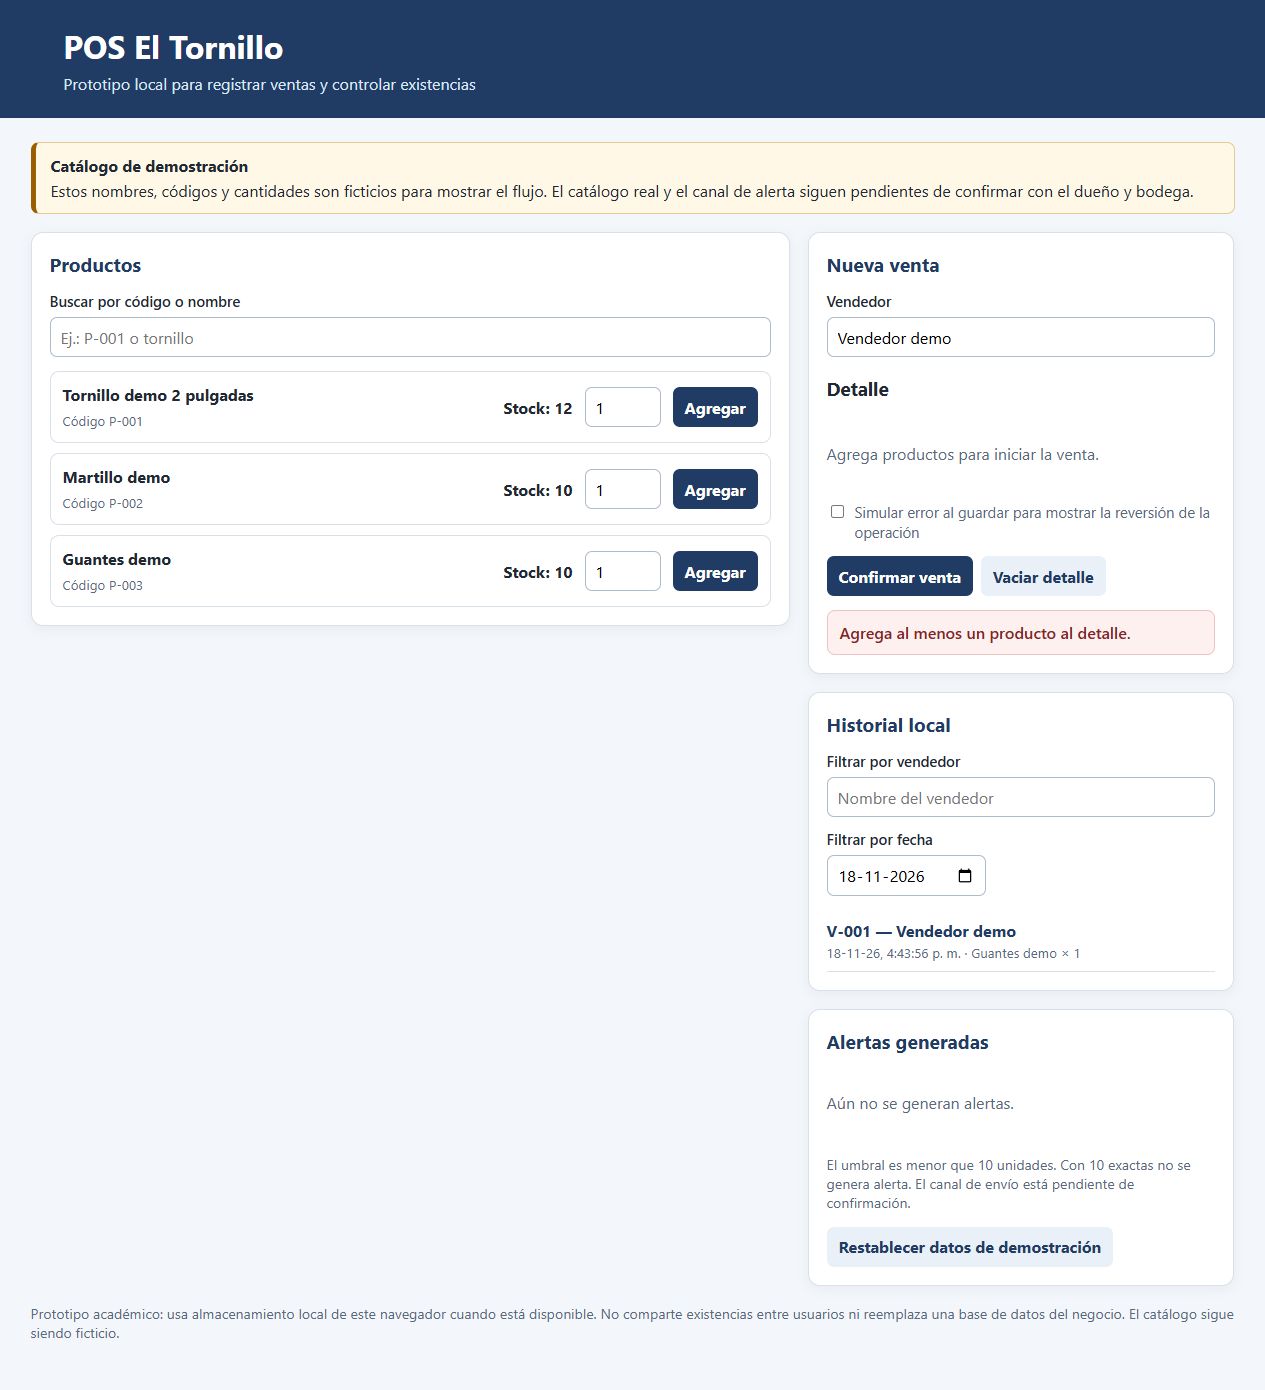 POS El Tornillo
Prototipo local para registrar ventas y controlar existencias
Catálogo de demostración
Estos nombres, códigos y cantidades son ficticios para mostrar el flujo. El catálogo real y el canal de alerta siguen pendientes de confirmar con el dueño y bodega.
Productos
Buscar por código o nombre
Ej.: P-001 o tornillo
Tornillo demo 2 pulgadas
Código P-001
Stock: 12
1
Agregar
Martillo demo
Código P-002
Stock: 10
1
Agregar
Guantes demo
Código P-003
Stock: 10
1
Agregar
Nueva venta
Vendedor
Vendedor demo
Detalle
Agrega productos para iniciar la venta.
Simular error al guardar para mostrar la reversión de la
operación
Confirmar venta
Vaciar detalle
Agrega al menos un producto al detalle.
Historial local
Filtrar por vendedor
Nombre del vendedor
Filtrar por fecha
18-11-2026
V-001 — Vendedor demo
18-11-26, 4:43:56 p. m. · Guantes demo × 1
Alertas generadas
Aún no se generan alertas.
El umbral es menor que 10 unidades. Con 10 exactas no se
genera alerta. El canal de envío está pendiente de
confirmación.
Restablecer datos de demostración
Prototipo académico: usa almacenamiento local de este navegador cuando está disponible. No comparte existencias entre usuarios ni reemplaza una base de datos del negocio. El catálogo sigue
siendo ficticio.